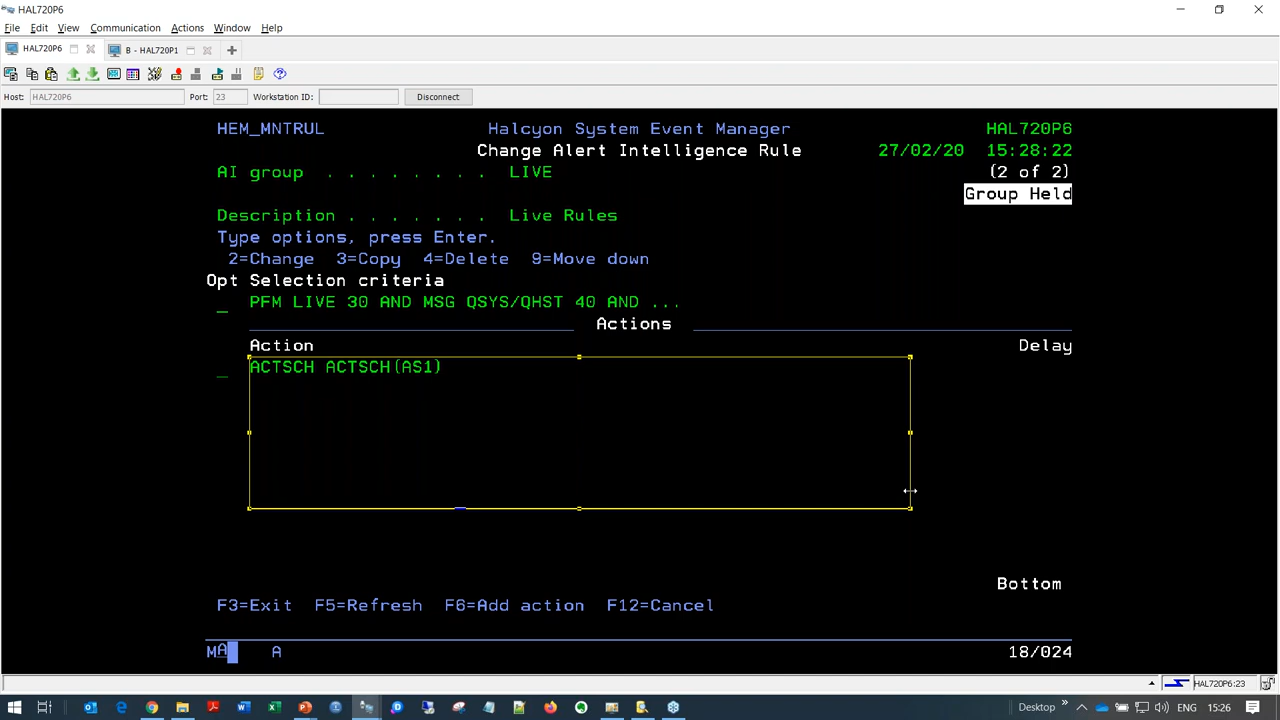 HAL720P6
File Edit View Communication Actions Window Help
HAL720P6 B - HAL720P1
Host: HAL720P6 Port: 23 Workstation ID: Disconnect
HEM_MNTRUL Halcyon System Event Manager HAL720P6
Change Alert Intelligence Rule 27/02/20 15:28:22
AI group . . . . . . . . LIVE (2 of 2)
Group Held
Description . . . . . . . Live Rules
Type options, press Enter.
2=Change 3=Copy 4=Delete 9=Move down
Opt Selection criteria
_ PFM LIVE 30 AND MSG QSYS/QHST 40 AND ...
Actions
Action Delay
_ ACTSCH ACTSCH(AS1)
Bottom
F3=Exit F5=Refresh F6=Add action F12=Cancel
MA A 18/024
HAL720P6:23
Desktop ENG 15:26